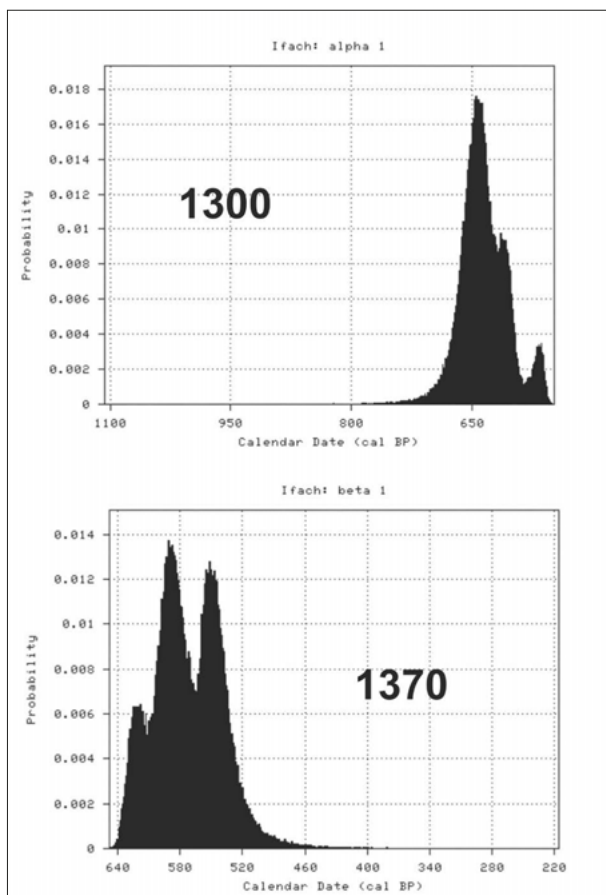 Ifach: alpha 1
0.018
0.016
0.014
0.012
0.01
0.008
0.006
0.004
0.002
0
Probability
1300
1100 950 800 650
Calendar Date (cal BP)
Ifach: beta 1
0.014
0.012
0.01
0.008
0.006
0.004
0.002
0
Probability
1370
640 580 520 460 400 340 280 220
Calendar Date (cal BP)